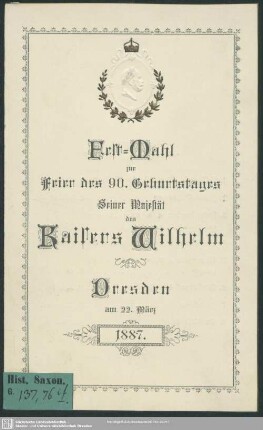 Fest=Mahl
zur
Feier des 90. Geburtstages
Seiner Majestät
des
Kaisers Wilhelm
Dresden
am 22. März
1887.
Hist. Saxon.
G. 137, 76 f.